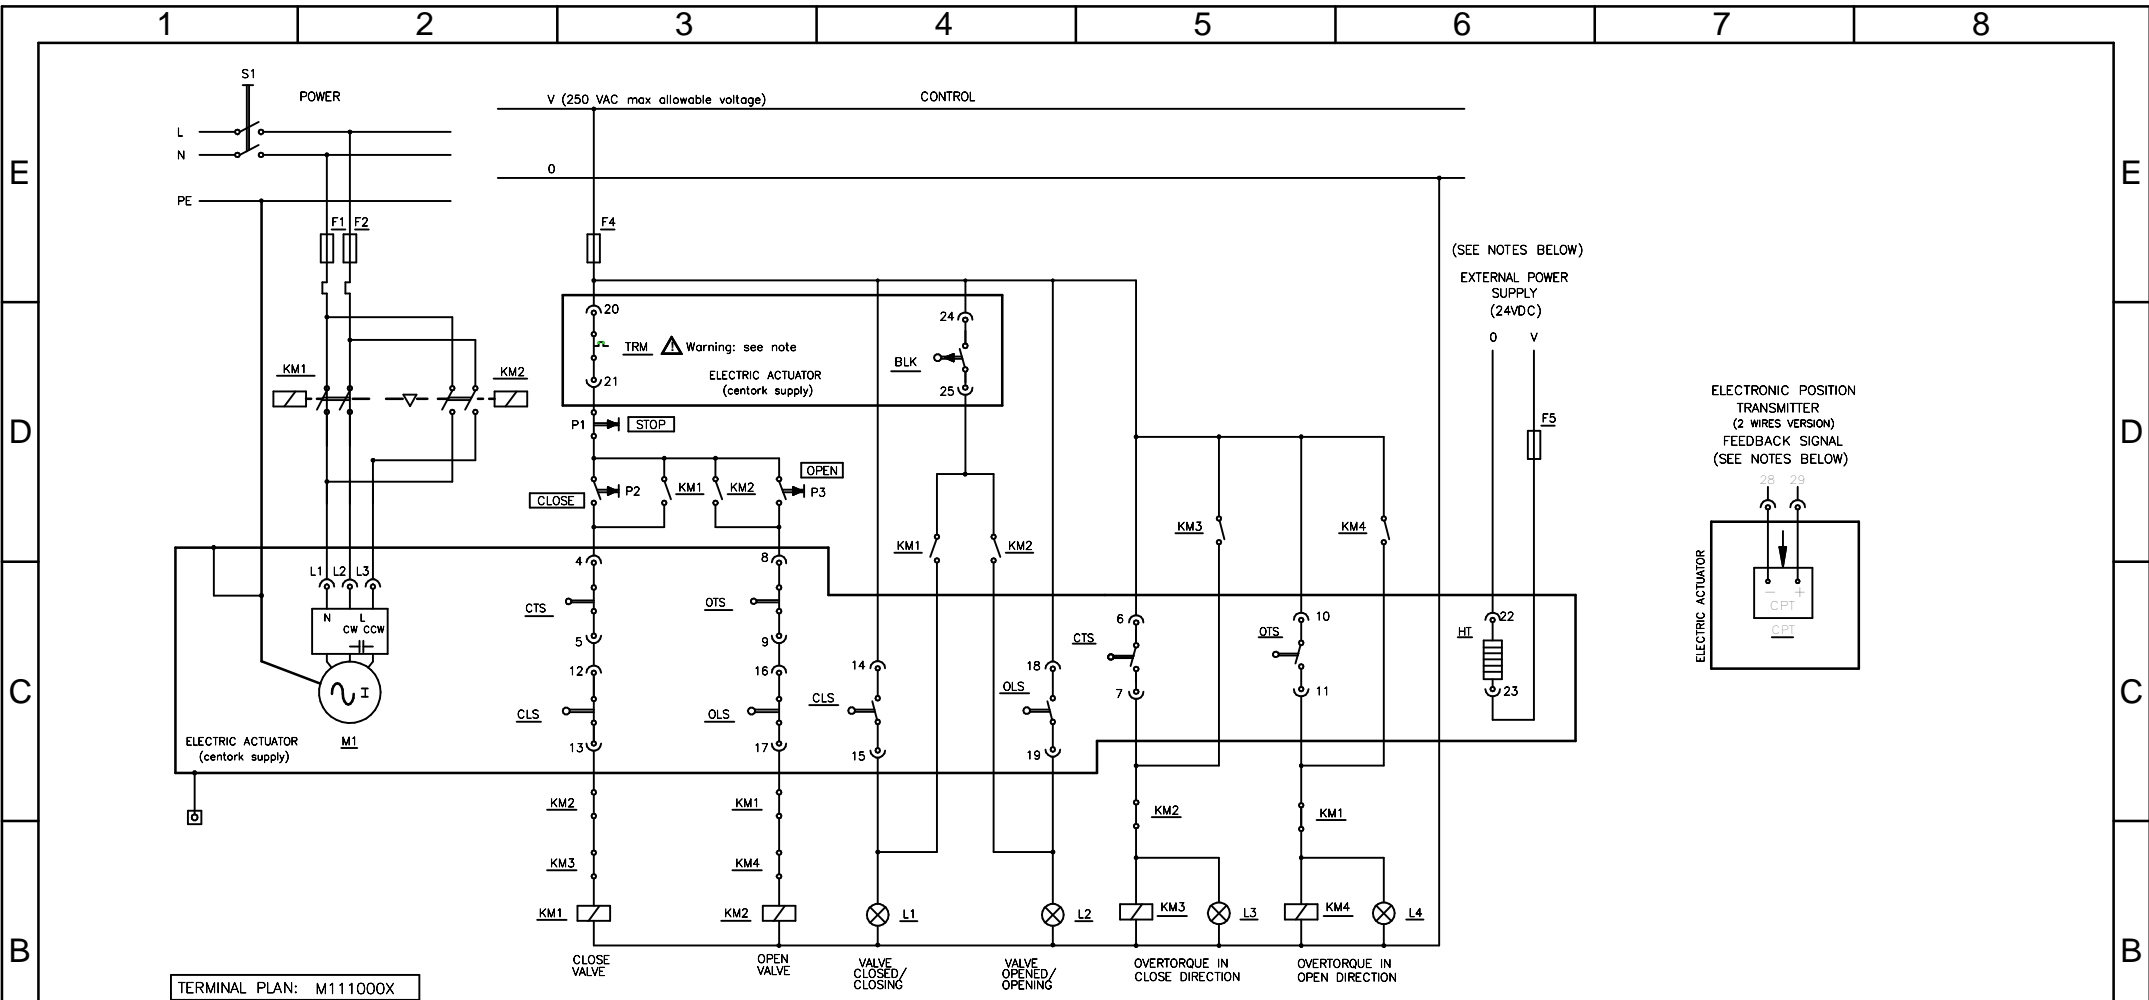 1 2 3 4 5 6 7 8
S1
POWER
V (250 VAC max allowable voltage)
CONTROL
L
N
0
E
E
PE
F1 F2
F4
(SEE NOTES BELOW)
EXTERNAL POWER
SUPPLY
(24VDC)
0 V
20
TRM Warning: see note
24
BLK
ELECTRIC ACTUATOR
(centork supply)
21
25
KM1
KM2
P1 STOP
ELECTRONIC POSITION
TRANSMITTER
(2 WIRES VERSION)
FEEDBACK SIGNAL
(SEE NOTES BELOW)
F5
D
D
OPEN
CLOSE
P2
KM1
KM2
P3
28 29
KM3
KM4
KM1
KM2
4
8
L1 L2 L3
N L
CW CCW
I
M1
CTS
OTS
5
9
12
16
14
18
6
10
22
CTS
OTS
HT
CLS
OLS
CLS
OLS
7
11
23
13
17
15
19
ELECTRIC ACTUATOR
- +
CPT
CPT
C
C
ELECTRIC ACTUATOR
(centork supply)
KM2
KM1
KM2
KM1
KM3
KM4
KM1
KM2
L1
L2
KM3
L3
KM4
L4
B
B
CLOSE
VALVE
OPEN
VALVE
VALVE
CLOSED/
CLOSING
VALVE
OPENED/
OPENING
OVERTORQUE IN
CLOSE DIRECTION
OVERTORQUE IN
OPEN DIRECTION
TERMINAL PLAN: M111000X